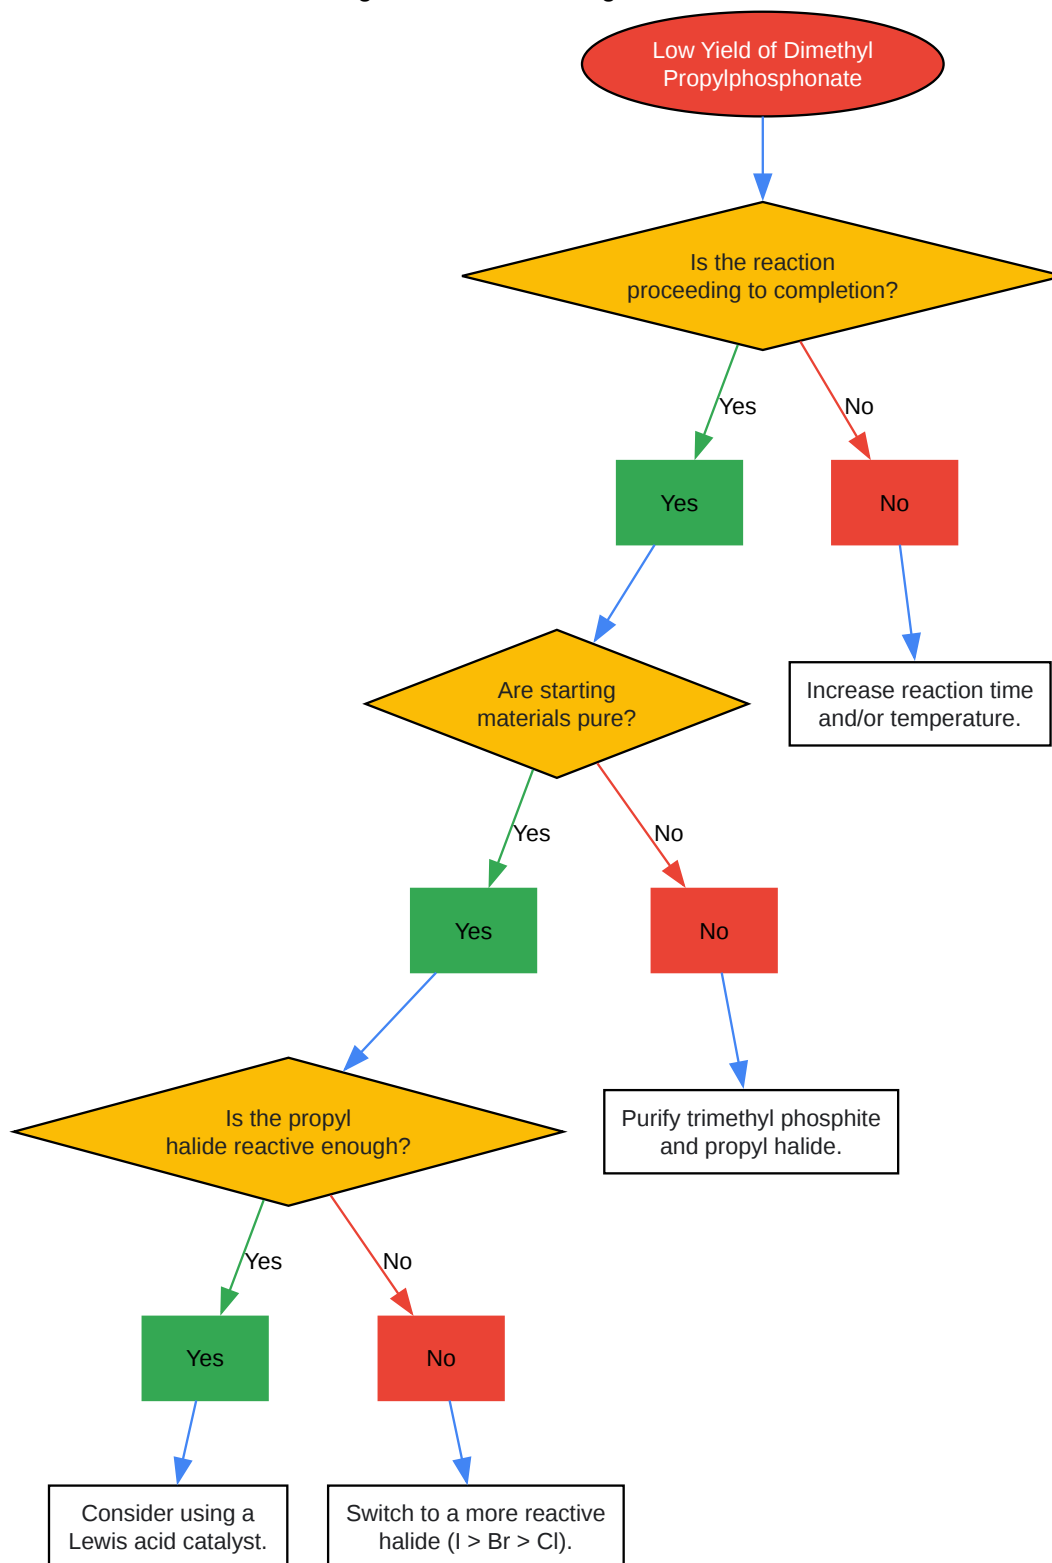 Low Yield of Dimethyl
Propylphosphonate
Is the reaction
proceeding to completion?
Yes
No
Yes
No
Increase reaction time
and/or temperature.
Are starting
materials pure?
Yes
No
Yes
No
Purify trimethyl phosphite
and propyl halide.
Is the propyl
halide reactive enough?
Yes
No
Yes
No
Consider using a
Lewis acid catalyst.
Switch to a more reactive
halide (I > Br > Cl).